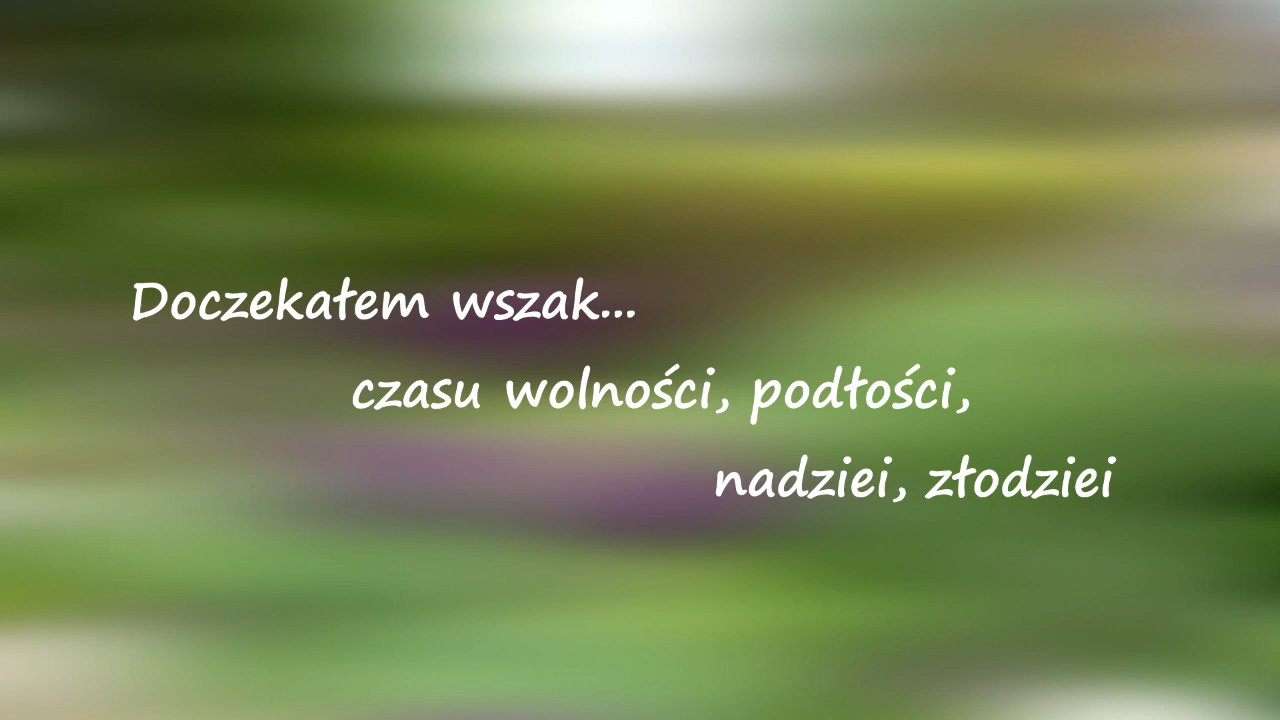 Doczekałem wszak...
czasu wolności, podłości,
nadziei, złodziei